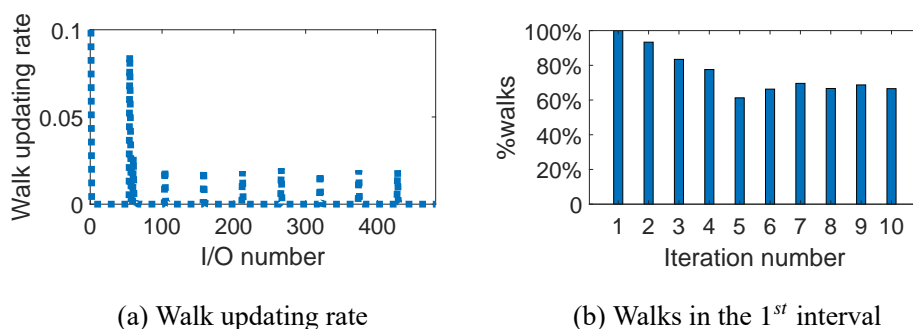 0.1
0.05
0
Walk updating rate
0 100 200 300 400
I/O number
(a) Walk updating rate
100%
80%
60%
40%
20%
0
%walks
1 2 3 4 5 6 7 8 9 10
Iteration number
(b) Walks in the 1st interval